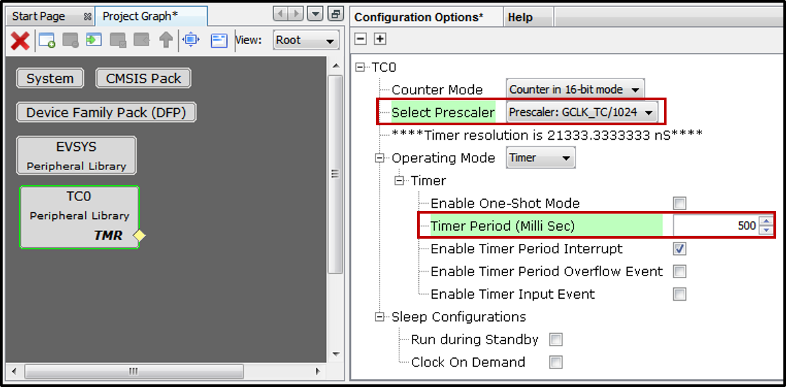 Start Page
Project Graph*
View: Root
System
CMSIS Pack
Device Family Pack (DFP)
EVSYS
Peripheral Library
TC0
Peripheral Library
TMR
Configuration Options*
Help
TC0
Counter Mode Counter in 16-bit mode
Select Prescaler Prescaler: GCLK_TC/1024
****Timer resolution is 21333.3333333 nS****
Operating Mode Timer
Timer
Enable One-Shot Mode
Timer Period (Milli Sec) 500
Enable Timer Period Interrupt
Enable Timer Period Overflow Event
Enable Timer Input Event
Sleep Configurations
Run during Standby
Clock On Demand